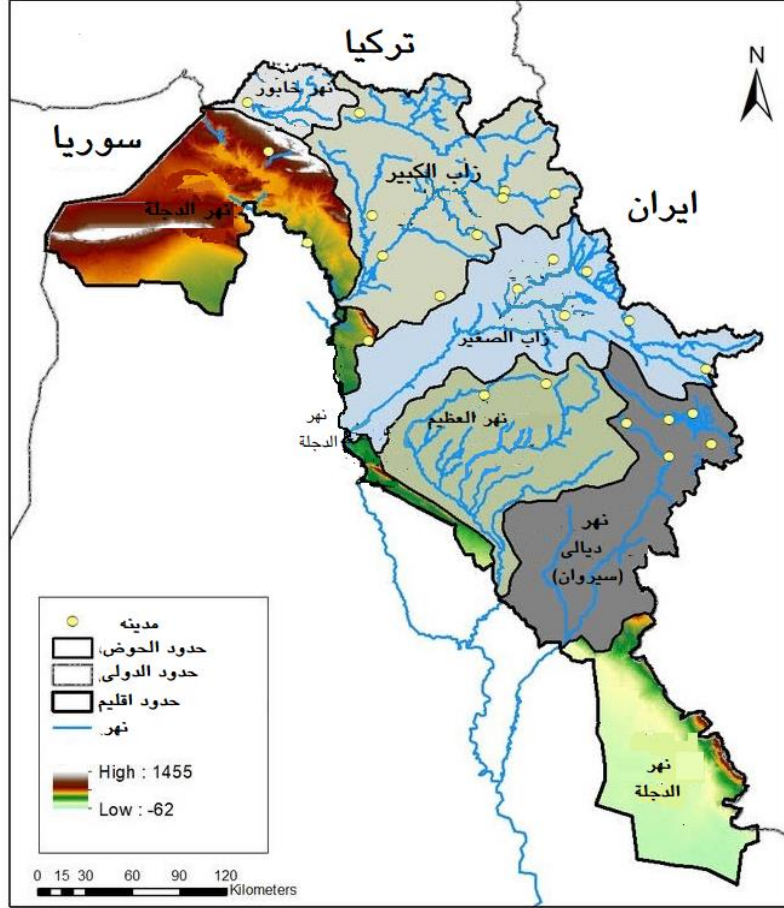 تركيا
N
نهر خابور
سوريا
زاب الكبير
ايران
نهر الدجلة
زاب الصغير
نهر العظيم
نهر
الدجلة
نهر
ديالى
(سيروان)
مدينه
حدود الحوض
حدود الدولي
حدود اقليم
نهر
High : 1455
Low : -62
نهر
الدجلة
0 15 30 60 90 120
Kilometers